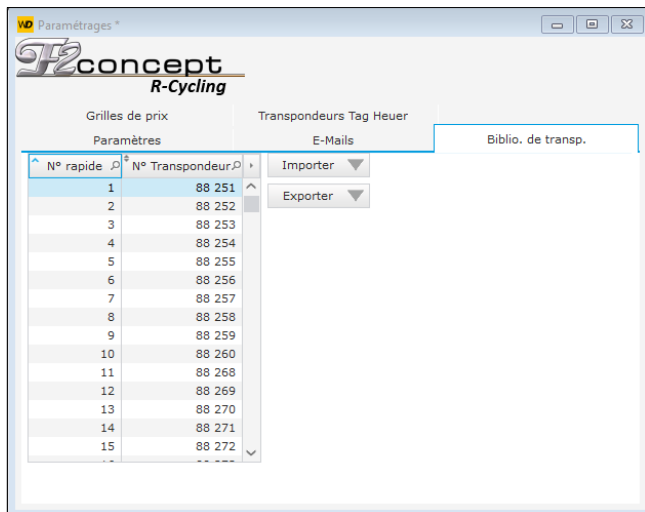 WD Paramétrages *
F2concept
R-Cycling
Grilles de prix Transpondeurs Tag Heuer
Paramètres E-Mails Biblio. de transp.
N° rapide N° Transpondeur Importer
1 88 251
Exporter
2 88 252
3 88 253
4 88 254
5 88 255
6 88 256
7 88 257
8 88 258
9 88 259
10 88 260
11 88 268
12 88 269
13 88 270
14 88 271
15 88 272